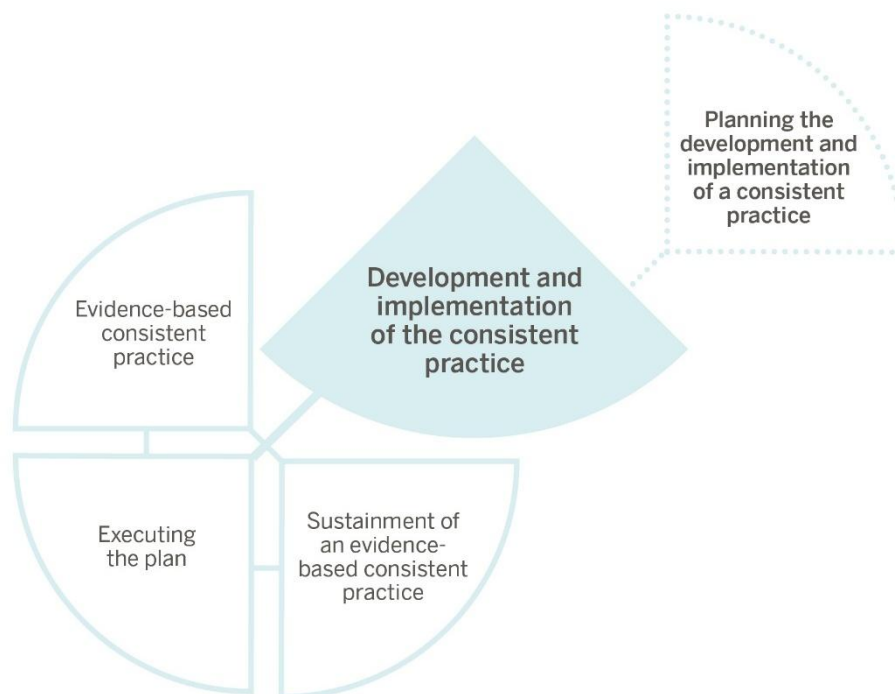 Planning the
development and
implementation
of a consistent
practice
Development and
implementation
of the consistent
practice
Evidence-based
consistent
practice
Executing
the plan
Sustainment of
an evidence-
based consistent
practice